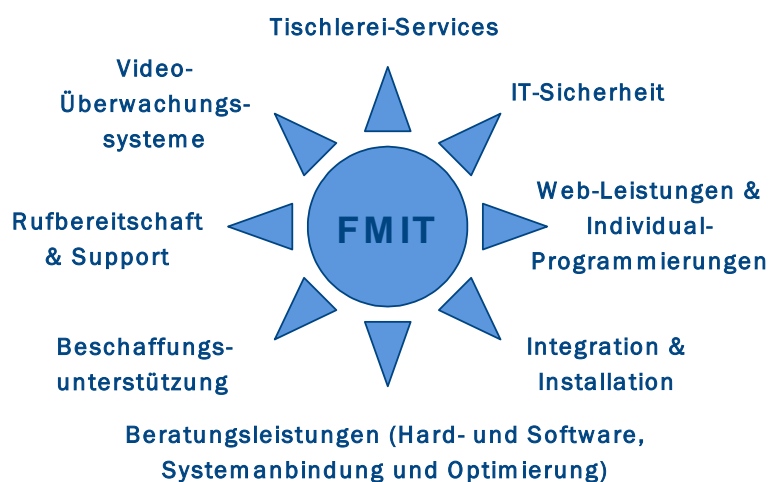 Tischlerei-Services
Video-
Überwachungs-
systeme
IT-Sicherheit
Rufbereitschaft
& Support
FMIT
Web-Leistungen &
Individual-
Programmierungen
Beschaffungs-
unterstützung
Integration &
Installation
Beratungsleistungen (Hard- und Software,
Systemanbindung und Optimierung)